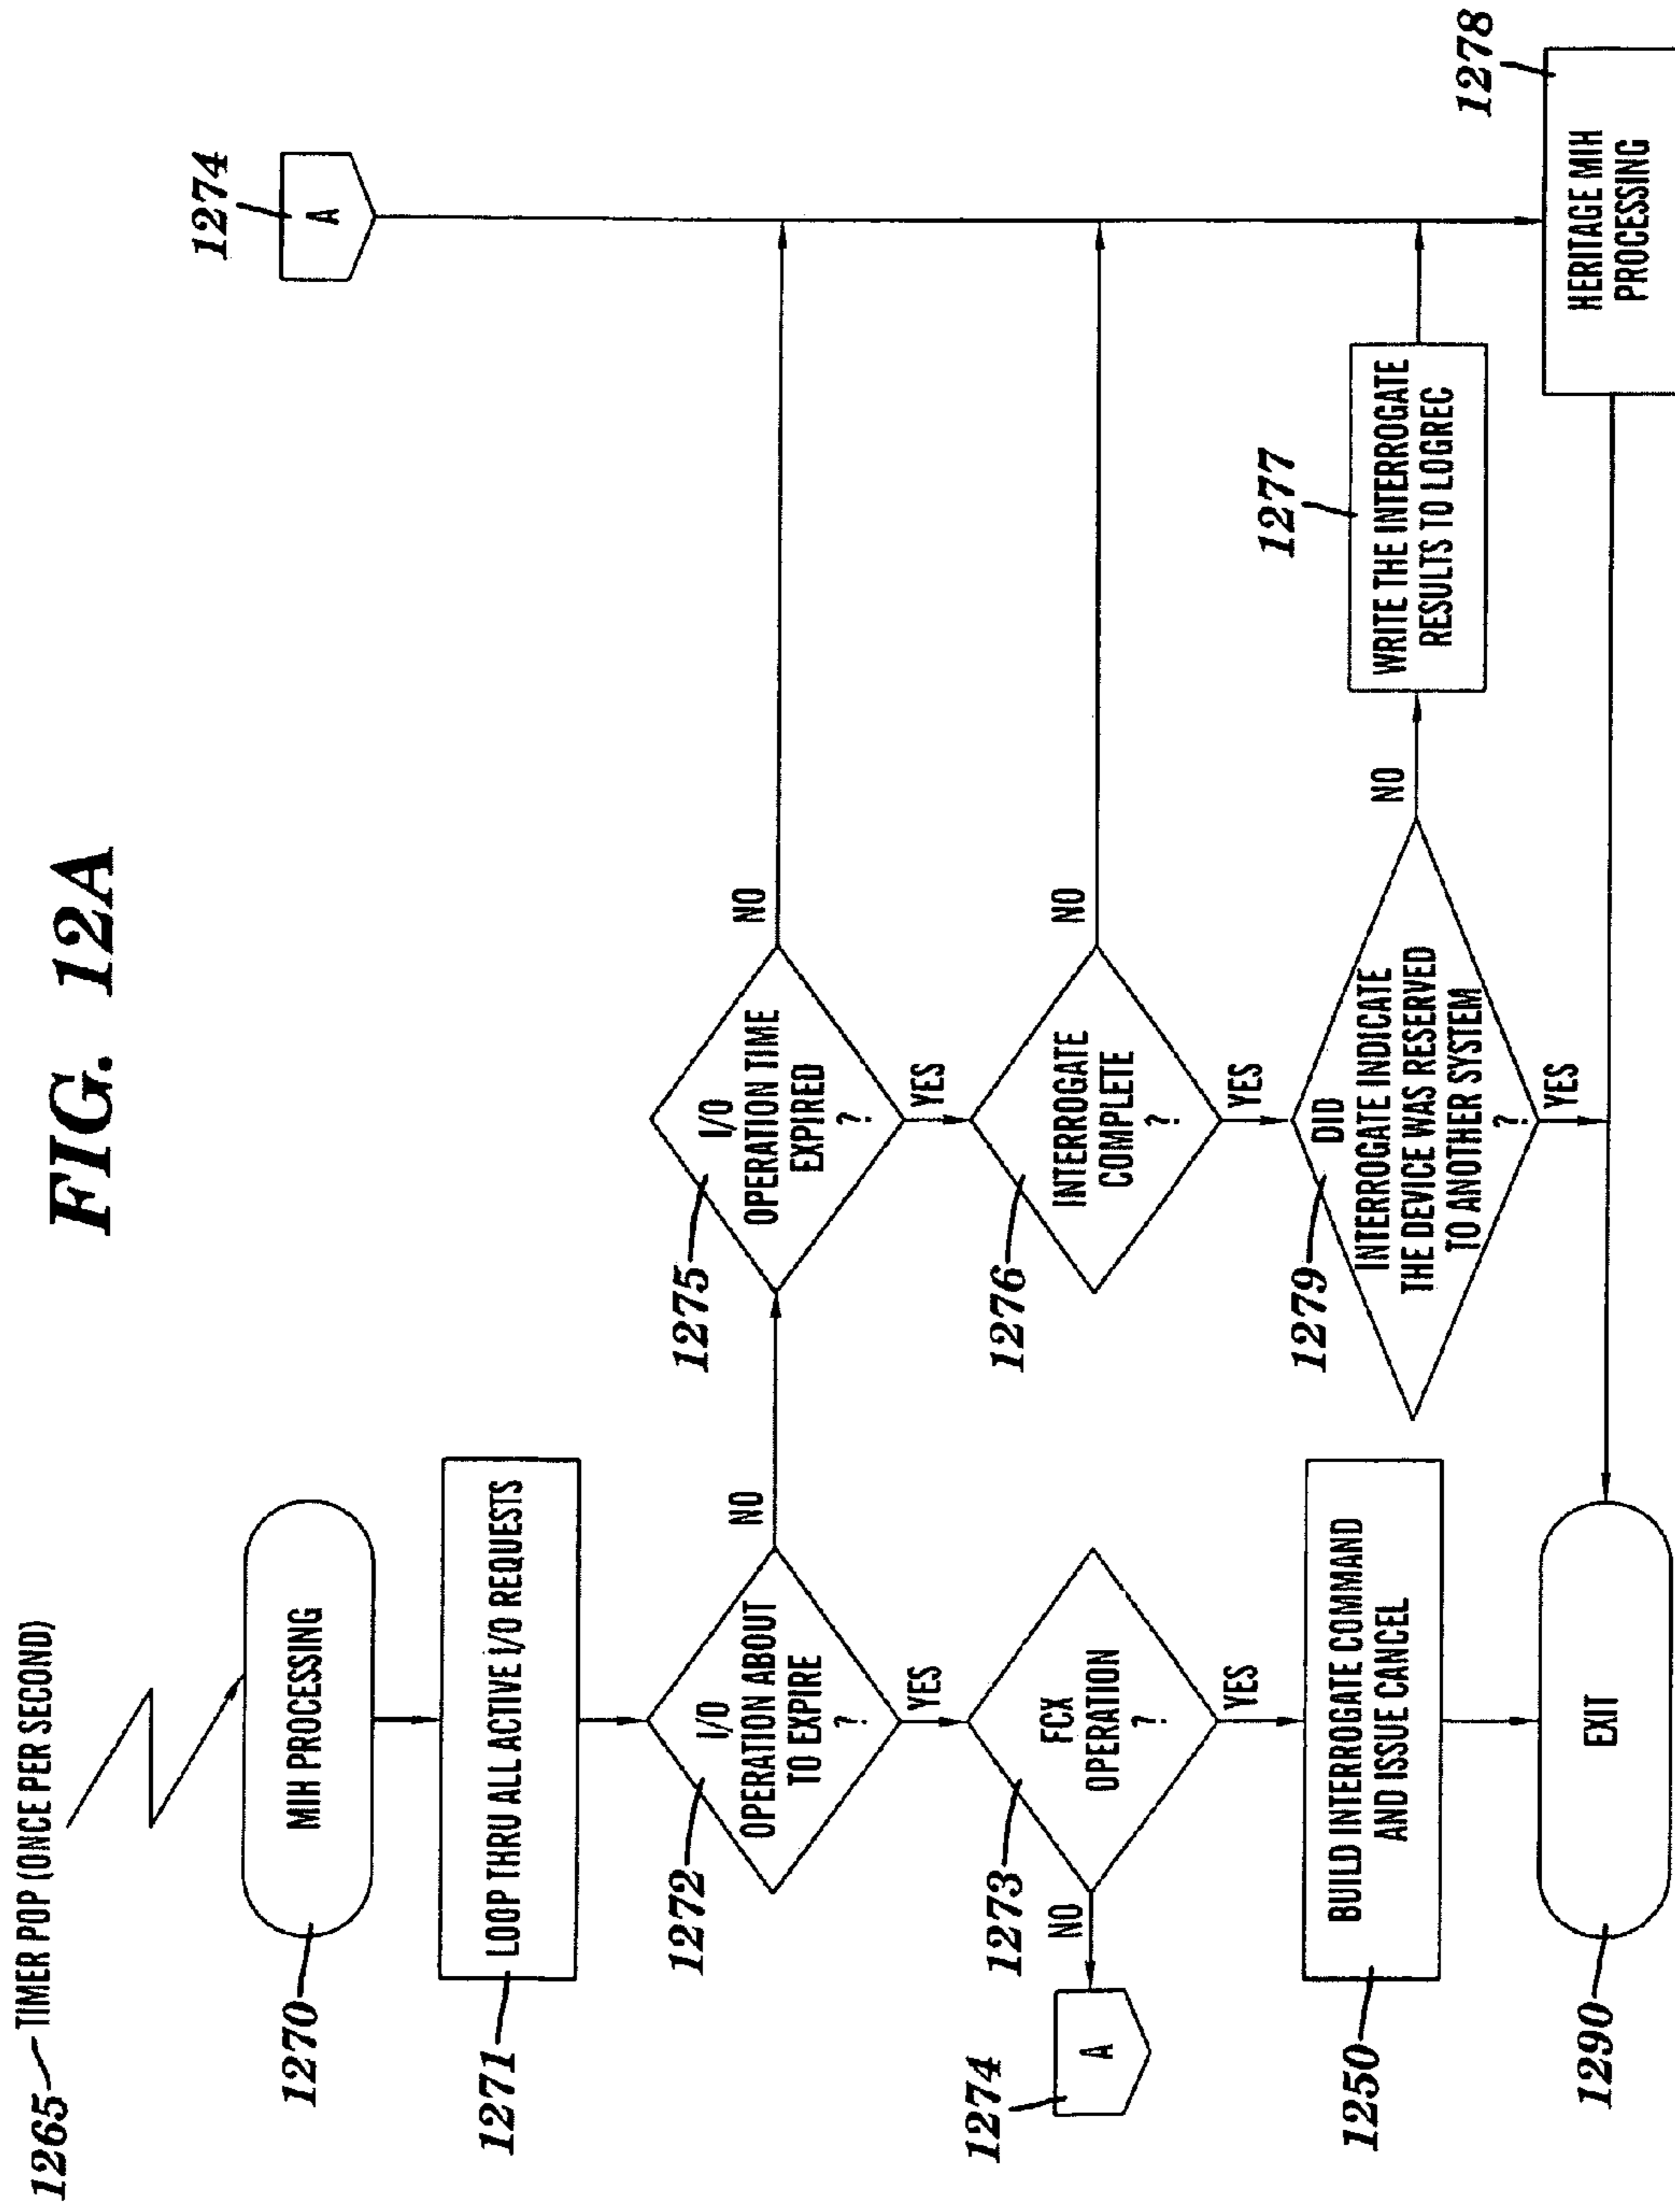 FIG. 12A
1265
TIMER POP (ONCE PER SECOND)
1270
MIH PROCESSING
1271
LOOP THRU ALL ACTIVE I/O REQUESTS
1272
I/O
OPERATION ABOUT
TO EXPIRE
?
NO
YES
1273
FCX
OPERATION
?
NO
1274
A
YES
1250
BUILD INTERROGATE COMMAND
AND ISSUE CANCEL
1290
EXIT
1275
I/O
OPERATION TIME
EXPIRED
?
NO
YES
1276
INTERROGATE
COMPLETE
?
NO
YES
1279
DID
INTERROGATE INDICATE
THE DEVICE WAS RESERVED
TO ANOTHER SYSTEM
?
NO
YES
1277
WRITE THE INTERROGATE
RESULTS TO LOGREC
1274
A
1278
HERITAGE MIH
PROCESSING